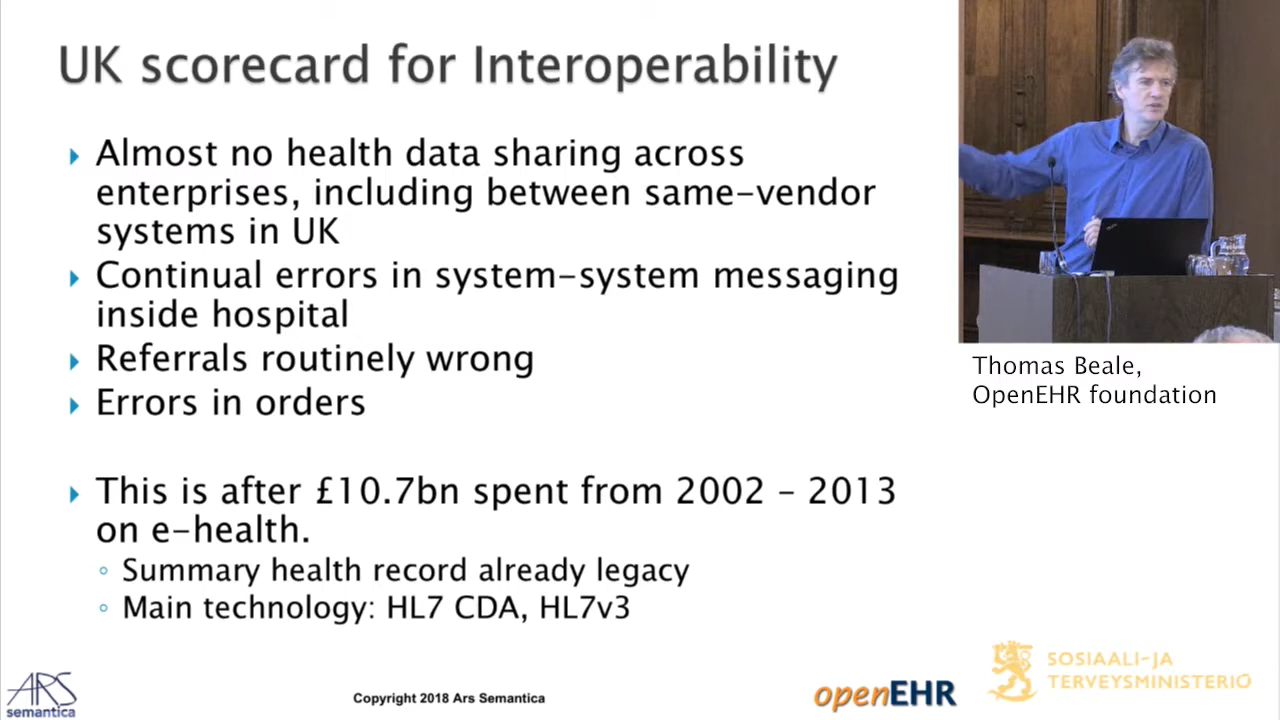 UK scorecard for Interoperability
Almost no health data sharing across
enterprises, including between same-vendor
systems in UK
Continual errors in system-system messaging
inside hospital
Referrals routinely wrong
Errors in orders
This is after £10.7bn spent from 2002 – 2013
on e-health.
Summary health record already legacy
Main technology: HL7 CDA, HL7v3
Thomas Beale,
OpenEHR foundation
ARS
semantica
Copyright 2018 Ars Semantica
openEHR
SOSIAALI- JA
TERVEYSMINISTERIÖ